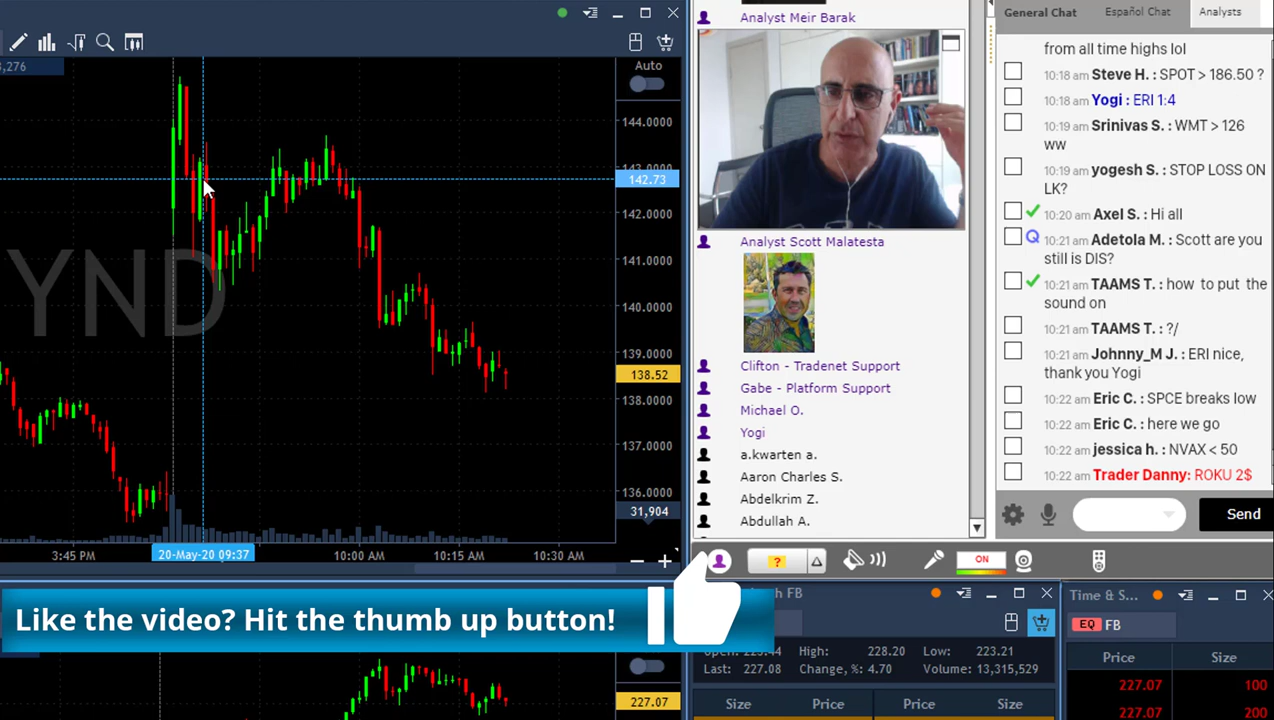 3,276
Auto
144.0000
143.0000
142.73
142.0000
141.0000
140.0000
139.0000
138.52
138.0000
137.0000
136.0000
31,904
YND
3:45 PM
20-May-20 09:37
10:00 AM
10:15 AM
10:30 AM
Like the video? Hit the thumb up button!
227.07
Analyst Meir Barak
Analyst Scott Malatesta
Clifton - Tradenet Support
Gabe - Platform Support
Michael O.
Yogi
a.kwarten a.
Aaron Charles S.
Abdelkrim Z.
Abdullah A.
?
ON
General Chat
Español Chat
Analysts
from all time highs lol
10:18 am Steve H. : SPOT > 186.50 ?
10:18 am Yogi : ERI 1:4
10:19 am Srinivas S. : WMT > 126
ww
10:19 am yogesh S. : STOP LOSS ON
LK?
10:20 am Axel S. : Hi all
Q 10:21 am Adetola M. : Scott are you
still is DIS?
10:21 am TAAMS T. : how to put the
sound on
10:21 am TAAMS T. : ?/
10:21 am Johnny_M J. : ERI nice,
thank you Yogi
10:22 am Eric C. : SPCE breaks low
10:22 am Eric C. : here we go
10:22 am jessica h. : NVAX < 50
10:22 am Trader Danny: ROKU 2$
Send
FB
223.44 High: 228.20 Low: 223.21
Last: 227.08 Change, %: 4.70 Volume: 13,315,529
Size Price Price Size
Time & S...
EQ FB
Price Size
227.07 100
227.07 200